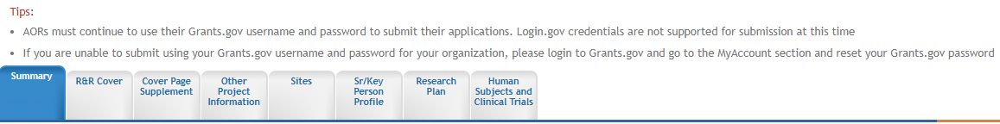 Tips:
• AORs must continue to use their Grants.gov username and password to submit their applications. Login.gov credentials are not supported for submission at this time
• If you are unable to submit using your Grants.gov username and password for your organization, please login to Grants.gov and go to the MyAccount section and reset your Grants.gov password
Summary
R&R Cover
Cover Page
Supplement
Other
Project
Information
Sites
Sr/Key
Person
Profile
Research
Plan
Human
Subjects and
Clinical Trials